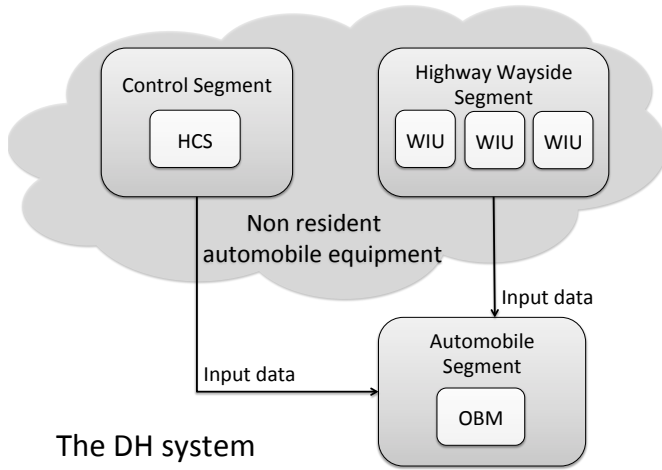 Control Segment
HCS
Highway Wayside
Segment
WIU WIU WIU
Non resident
automobile equipment
Input data
Input data
Automobile
Segment
OBM
The DH system